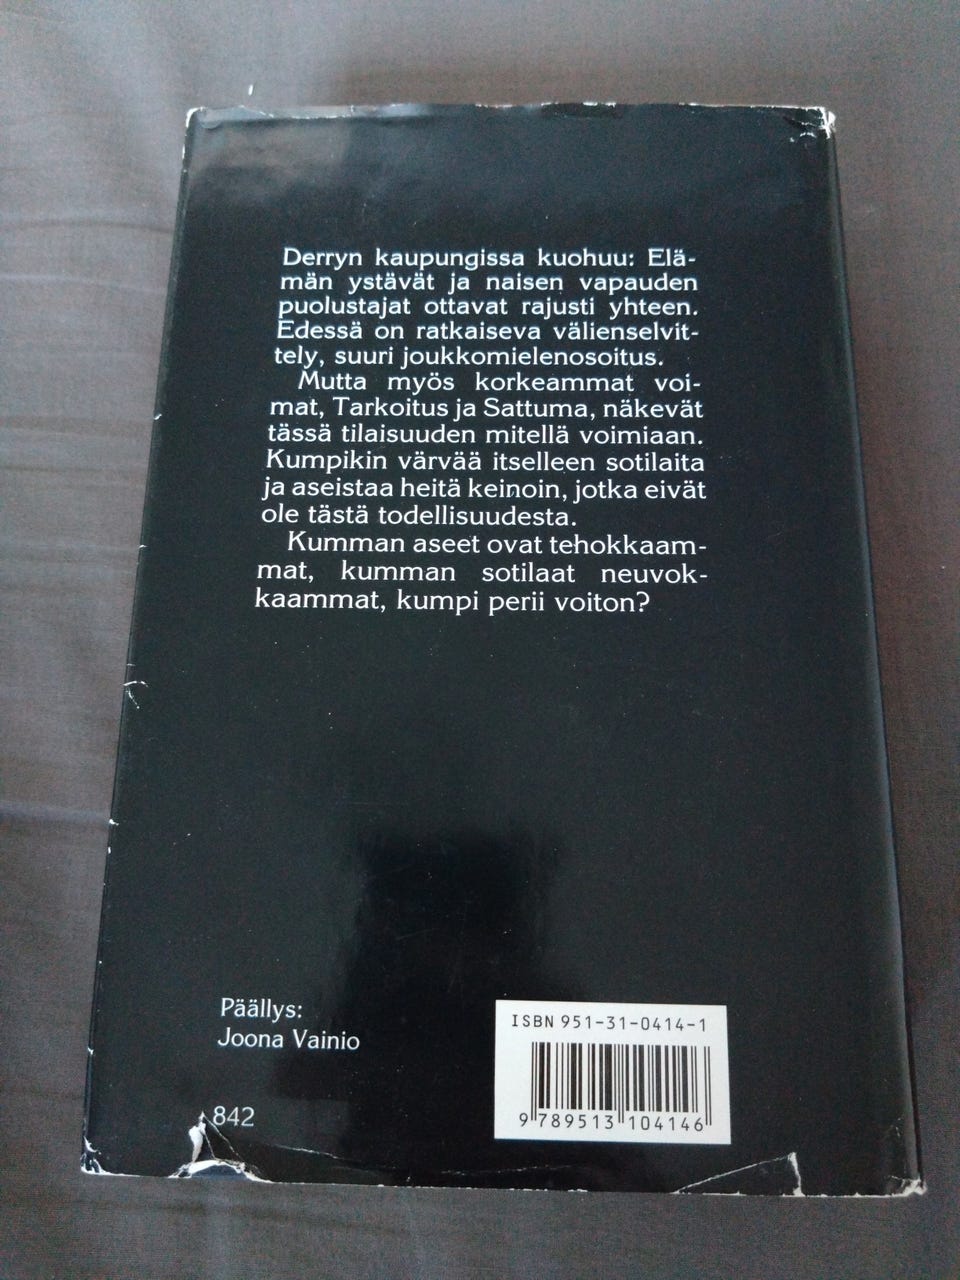 Derryn kaupungissa kuohuu: Elä-
män ystävät ja naisen vapauden
puolustajat ottavat rajusti yhteen.
Edessä on ratkaiseva välienselvit-
tely, suuri joukkomielenosoitus.
Mutta myös korkeammat voi-
mat, Tarkoitus ja Sattuma, näkevät
tässä tilaisuuden mitellä voimiaan.
Kumpikin värvää itselleen sotilaita
ja aseistaa heitä keinoin, jotka eivät
ole tästä todellisuudesta.
Kumman aseet ovat tehokkaam-
mat, kumman sotilaat neuvok-
kaammat, kumpi perii voiton?
Päällys:
Joona Vainio
842
ISBN 951-31-0414-1
9 789513 104146